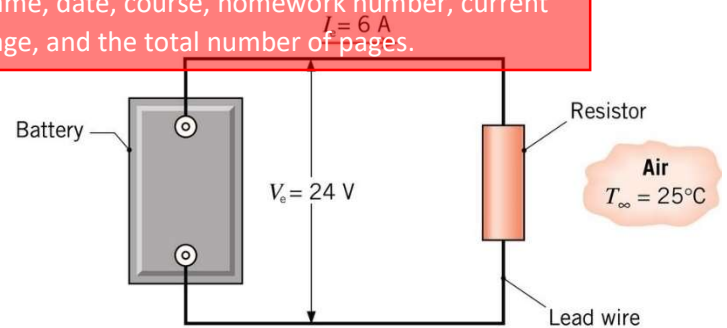 ame, date, course, homework number, current
I = 6 A
ge, and the total number of pages.
Battery
Resistor
Air
T∞ = 25°C
Vₑ = 24 V
Lead wire